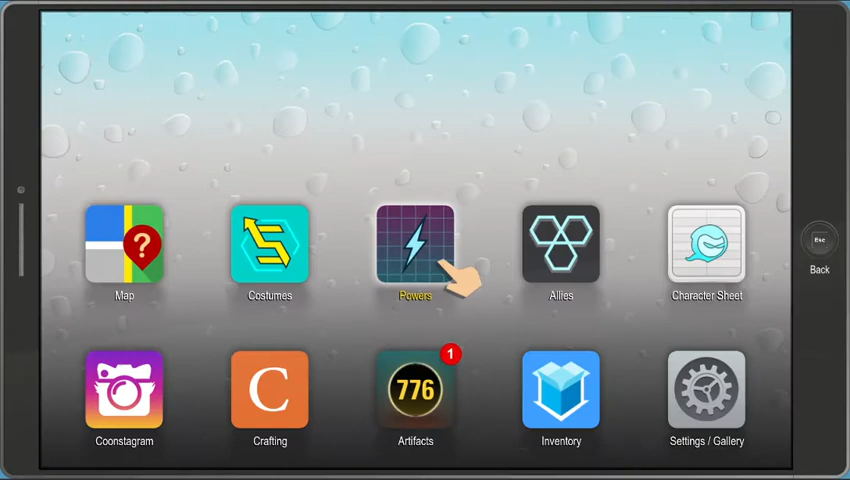 ?
Map
Costumes
Powers
Allies
Character Sheet
Esc
Back
1
C
776
Coonstagram
Crafting
Artifacts
Inventory
Settings / Gallery